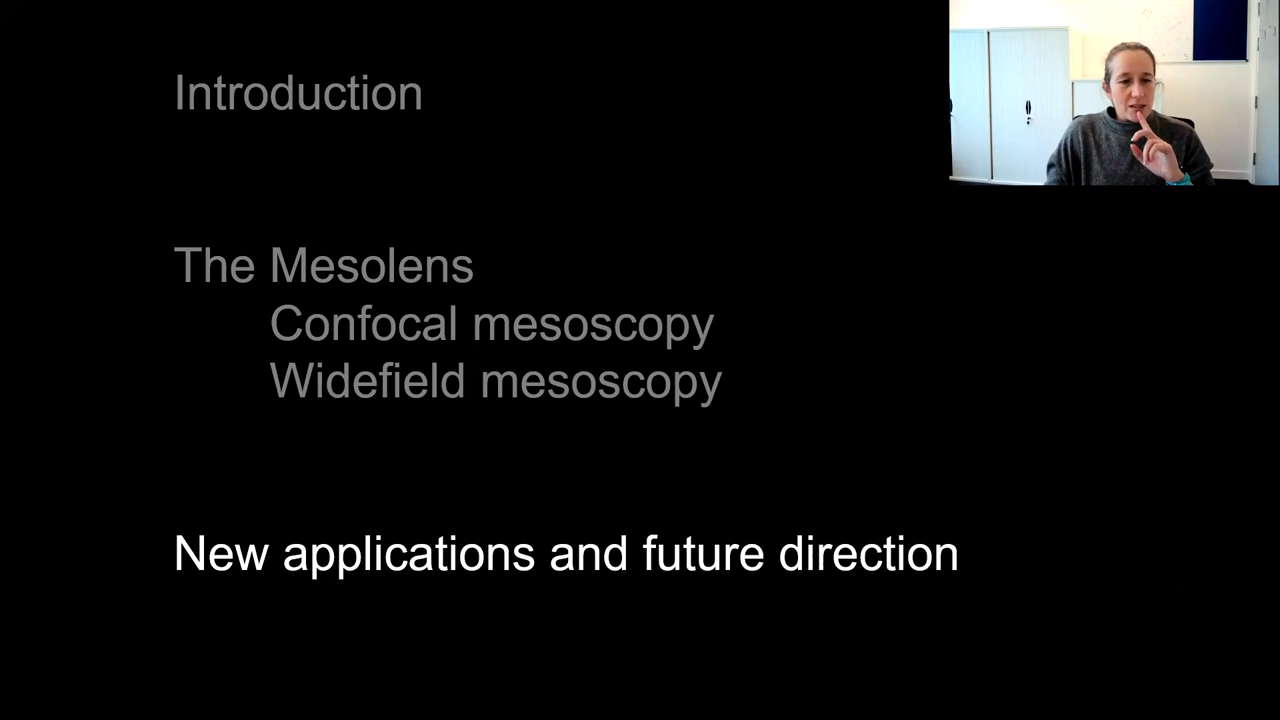 Introduction
The Mesolens
Confocal mesoscopy
Widefield mesoscopy
New applications and future direction